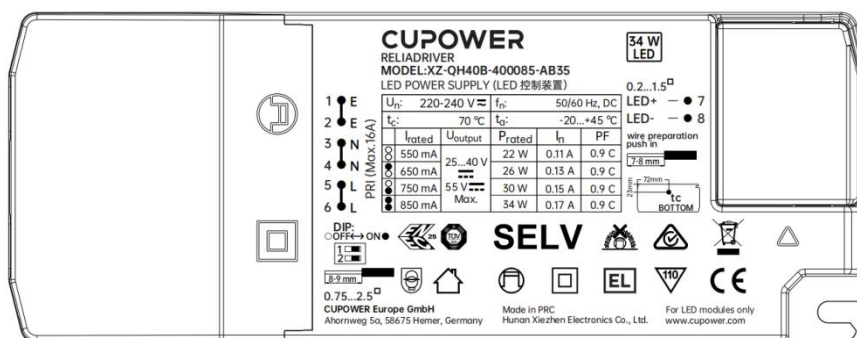 CUPOWER
RELIADRIVER
MODEL:XZ-QH40B-400085-AB35
LED POWER SUPPLY (LED 控制装置)
34 W
LED
Un: 220-240 V fn: 50/60 Hz, DC
tc: 70 °C ta: -20...+45 °C
Irated Uoutput Prated In PF
550 mA 22 W 0.11 A 0.9 C
650 mA 26 W 0.13 A 0.9 C
750 mA 30 W 0.15 A 0.9 C
850 mA 34 W 0.17 A 0.9 C
25...40 V
55 V
Max.
1 E
2 E
3 N
4 N
5 L
6 L
PRI (Max.16A)
0.2...1.5
LED+ 7
LED- 8
wire preparation
push in
7-8 mm
72mm
23mm
tc
BOTTOM
DIP:
OFF ON
1
2
8-9 mm
0.75...2.5
25
TÜV
SELV
EL
110
CE
CUPOWER Europe GmbH
Ahornweg 5a, 58675 Hemer, Germany
Made in PRC
Hunan Xiezhen Electronics Co., Ltd.
For LED modules only
www.cupower.com